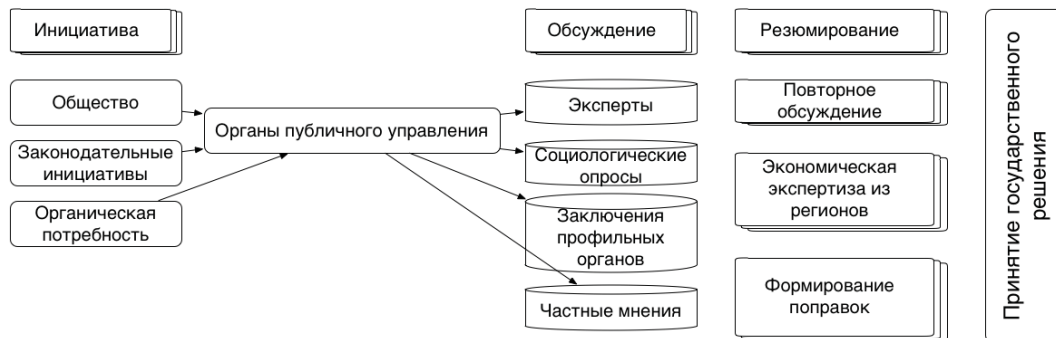 Инициатива
Обсуждение
Резюмирование
Общество
Законодательные
инициативы
Органическая
потребность
Органы публичного управления
Эксперты
Социологические
опросы
Заключения
профильных
органов
Частные мнения
Повторное
обсуждение
Экономическая
экспертиза из
регионов
Формирование
поправок
Принятие государственного
решения